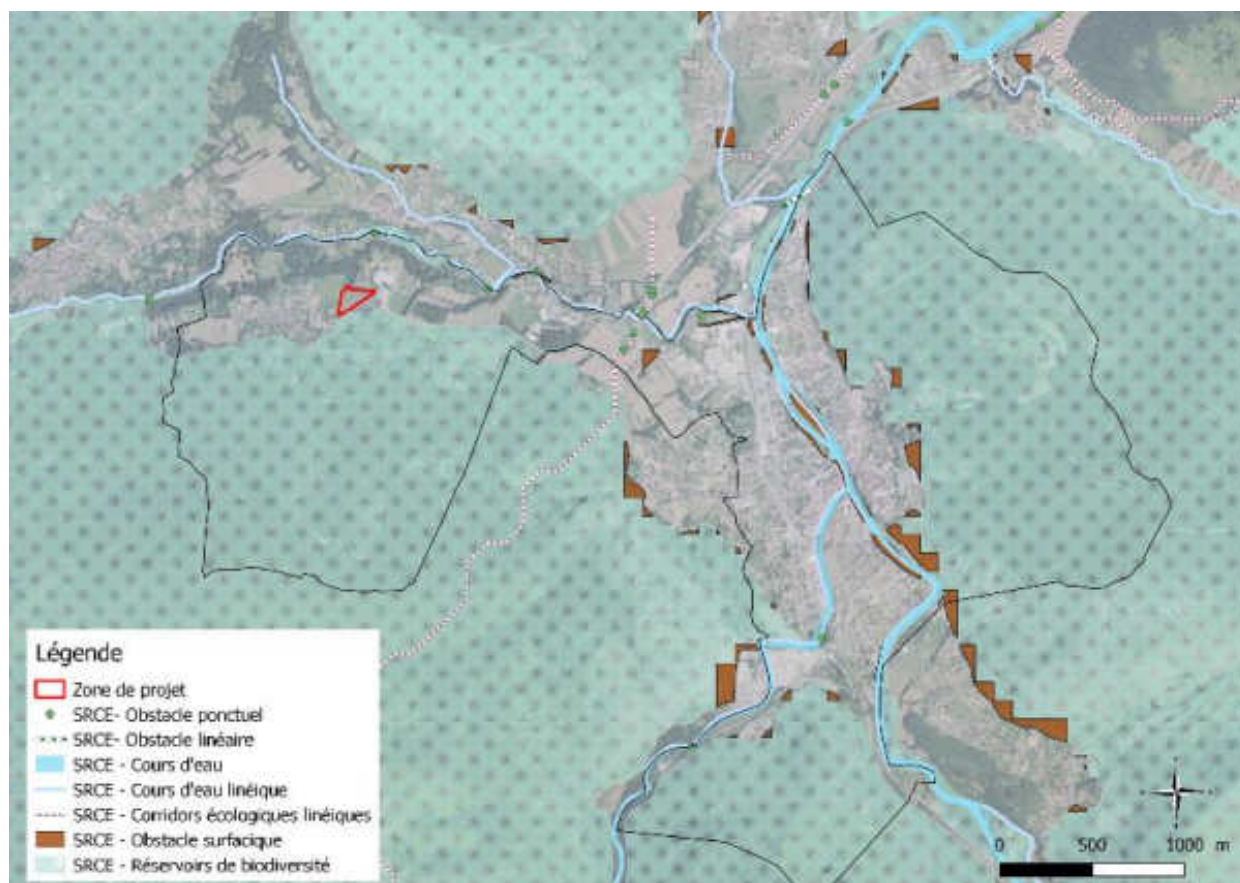 Légende
Zone de projet
SRCE- Obstacle ponctuel
SRCE- Obstacle linéaire
SRCE - Cours d'eau
SRCE - Cours d'eau linéique
SRCE - Corridors écologiques linéiques
SRCE - Obstacle surfacique
SRCE - Réservoirs de biodiversité
0 500 1000 m